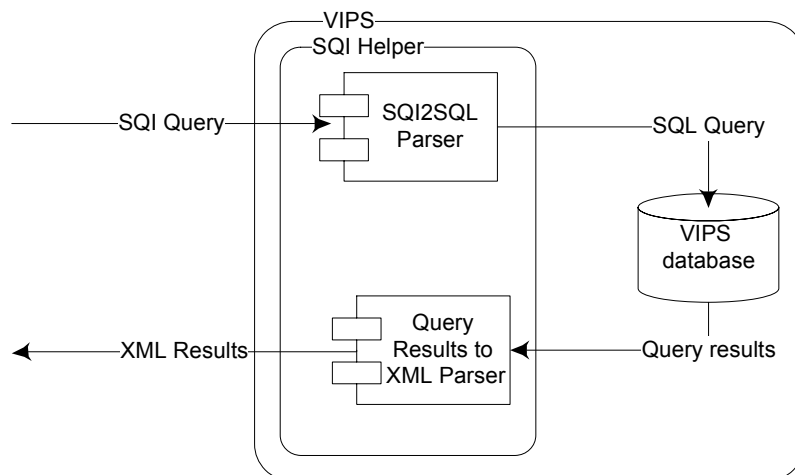 VIPS
SQI Helper
SQI Query
SQI2SQL
Parser
SQL Query
VIPS
database
XML Results
Query
Results to
XML Parser
Query results